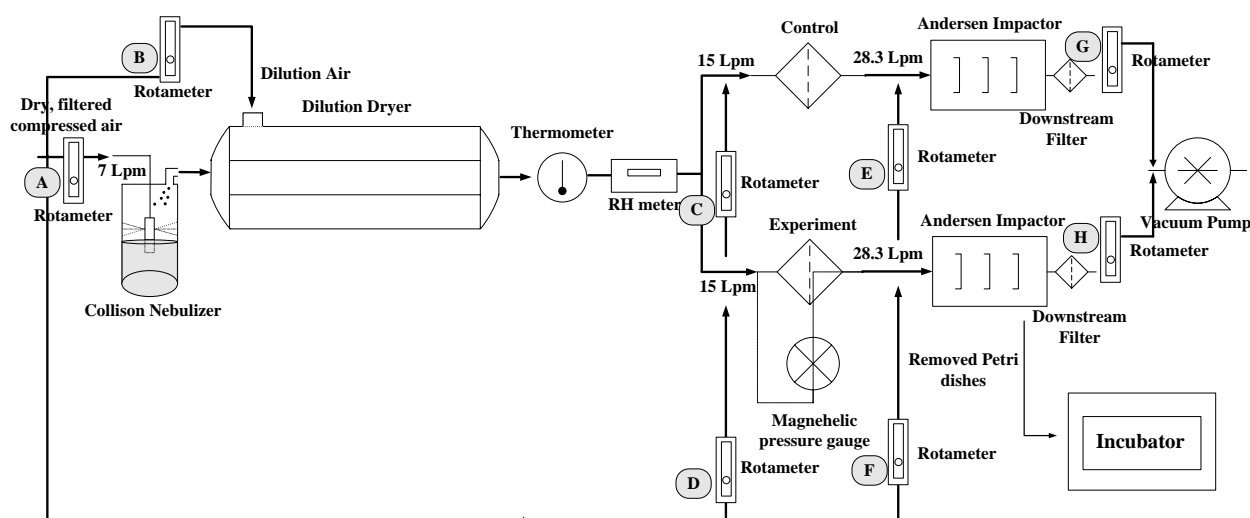 B
Rotameter
Dilution Air
Dry, filtered
compressed air
A
7 Lpm
Rotameter
Collison Nebulizer
Dilution Dryer
Thermometer
RH meter
C
Rotameter
15 Lpm
Control
28.3 Lpm
Andersen Impactor
G
Rotameter
Downstream
Filter
E
Rotameter
Vacuum Pump
Experiment
15 Lpm
28.3 Lpm
Andersen Impactor
H
Rotameter
Downstream
Filter
Magnehelic
pressure gauge
Removed Petri
dishes
Incubator
D
Rotameter
F
Rotameter